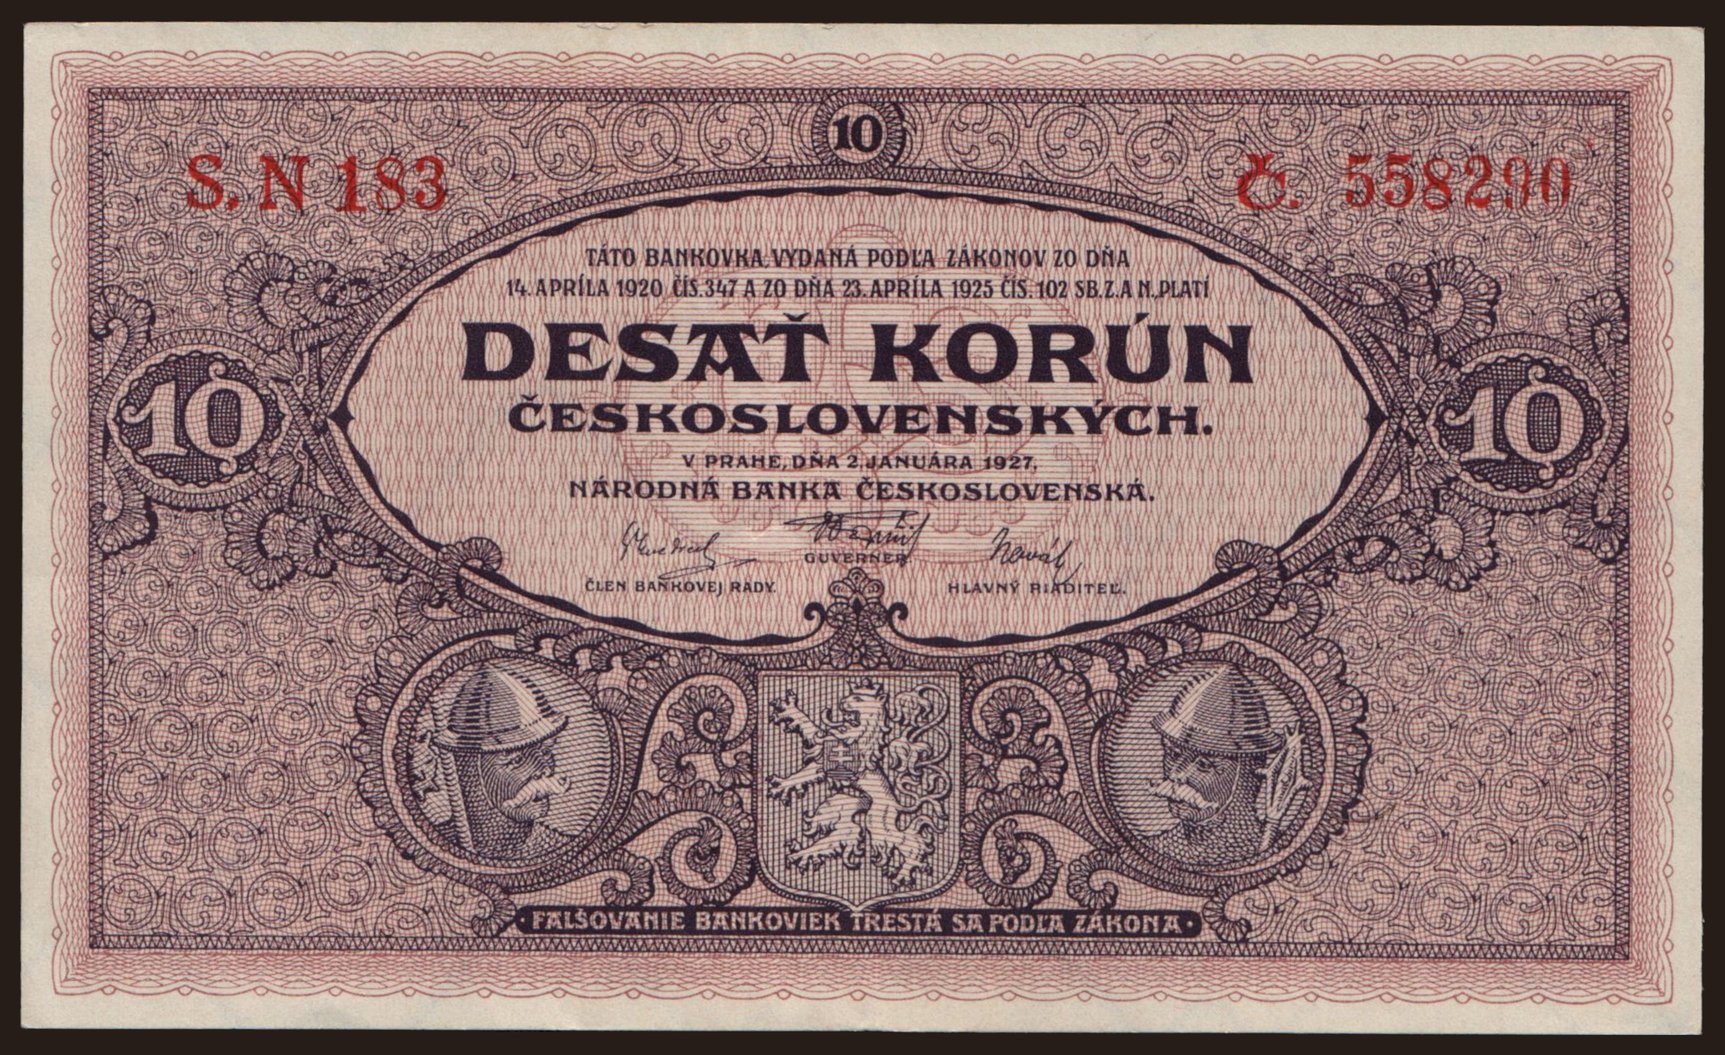 10
S. N 183
Č. 558290
TÁTO BANKOVKA, VYDANÁ PODĽA ZÁKONOV ZO DŇA
14. APRÍLA 1920 ČÍS. 347 A ZO DŇA 23. APRÍLA 1925 ČÍS. 102 SB. Z. A N., PLATÍ
DESAŤ KORÚN
ČESKOSLOVENSKÝCH.
10
10
V PRAHE, DŇA 2. JANUÁRA 1927.
NÁRODNÁ BANKA ČESKOSLOVENSKÁ.
GUVERNER.
ČLEN BANKOVEJ RADY.
HLAVNÝ RIADITEĽ.
· FALŠOVANIE BANKOVIEK TRESTÁ SA PODĽA ZÁKONA ·